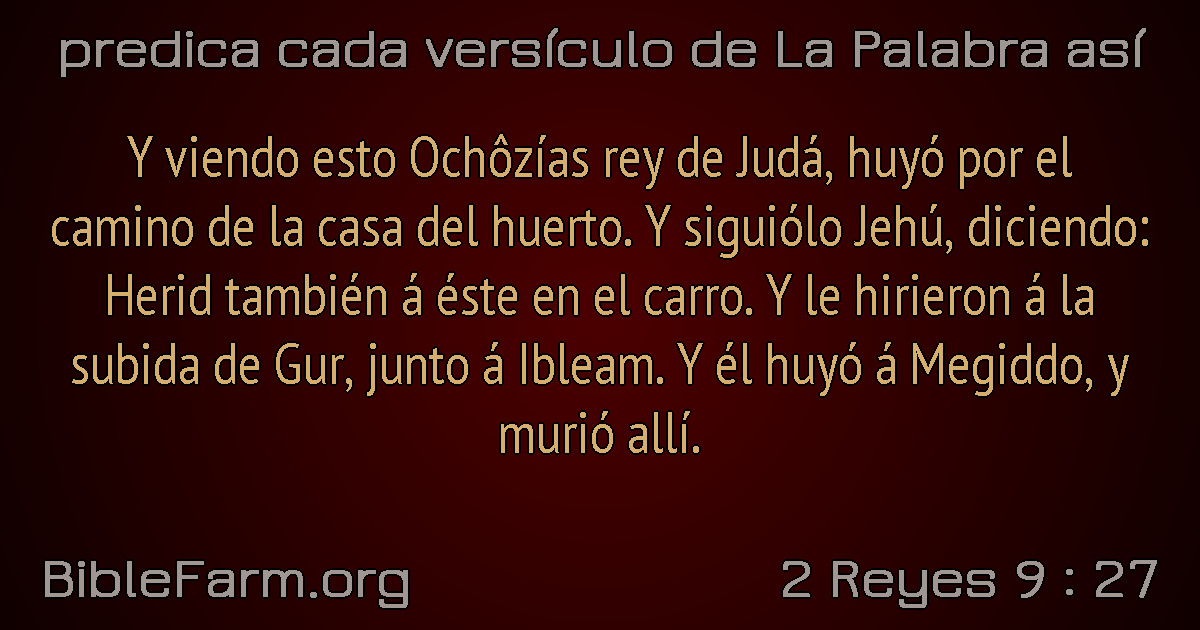 predica cada versículo de La Palabra así
Y viendo esto Ochôzías rey de Judá, huyó por el
camino de la casa del huerto. Y siguiólo Jehú, diciendo:
Herid también á éste en el carro. Y le hirieron á la
subida de Gur, junto á Ibleam. Y él huyó á Megiddo, y
murió allí.
BibleFarm.org
2 Reyes 9 : 27